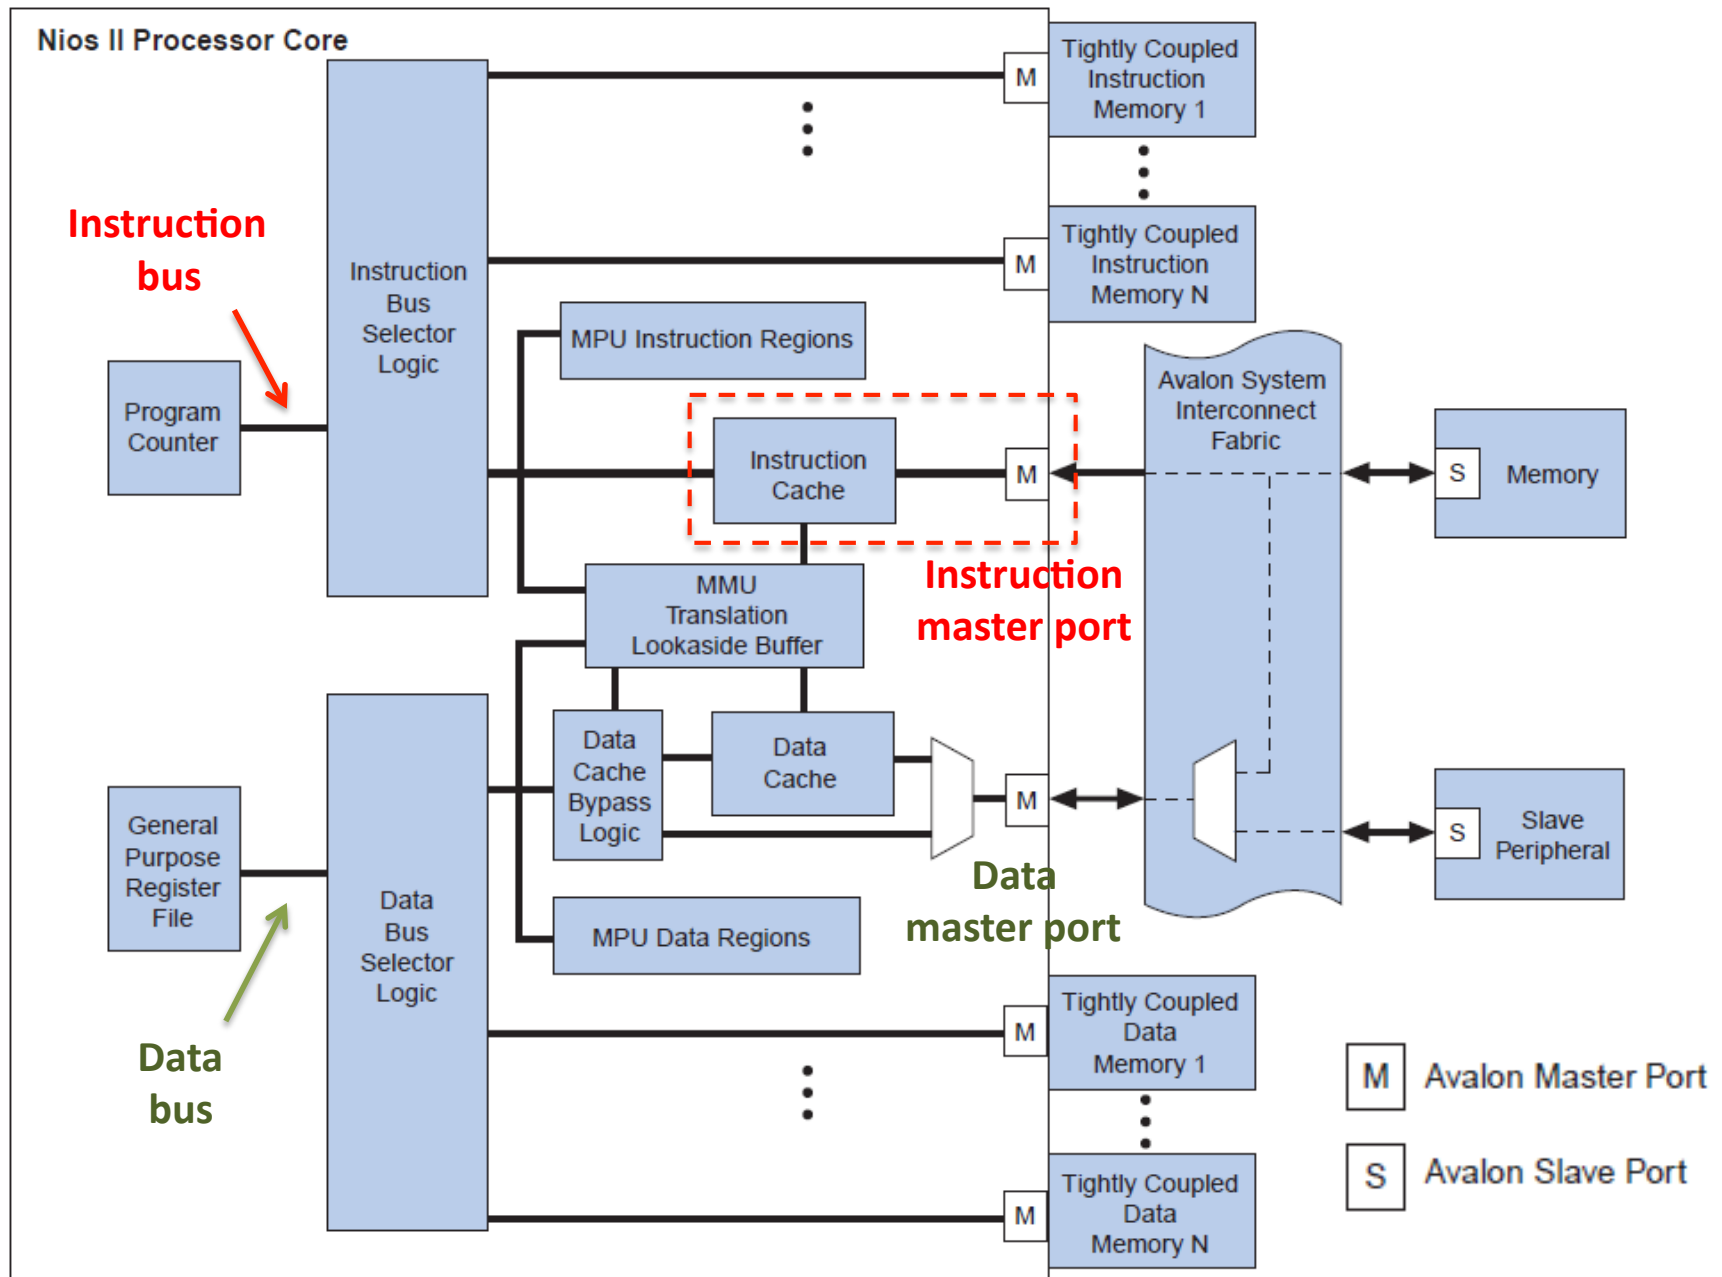 Nios II Processor Core
Tightly Coupled
Instruction
Memory 1
M
Tightly Coupled
Instruction
Memory N
M
Instruction
bus
Instruction
Bus
Selector
Logic
MPU Instruction Regions
Program
Counter
Instruction
Cache
M
Avalon System
Interconnect
Fabric
S
Memory
Instruction
master port
MMU
Translation
Lookaside Buffer
Data
Cache
Bypass
Logic
Data
Cache
M
General
Purpose
Register
File
Data
Bus
Selector
Logic
S
Slave
Peripheral
Data
master port
MPU Data Regions
Data
bus
M
Tightly Coupled
Data
Memory 1
M
Tightly Coupled
Data
Memory N
M Avalon Master Port
S Avalon Slave Port